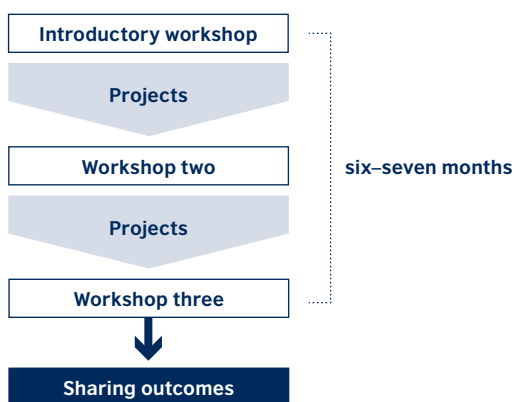 Introductory workshop
Projects
Workshop two
six–seven months
Projects
Workshop three
Sharing outcomes